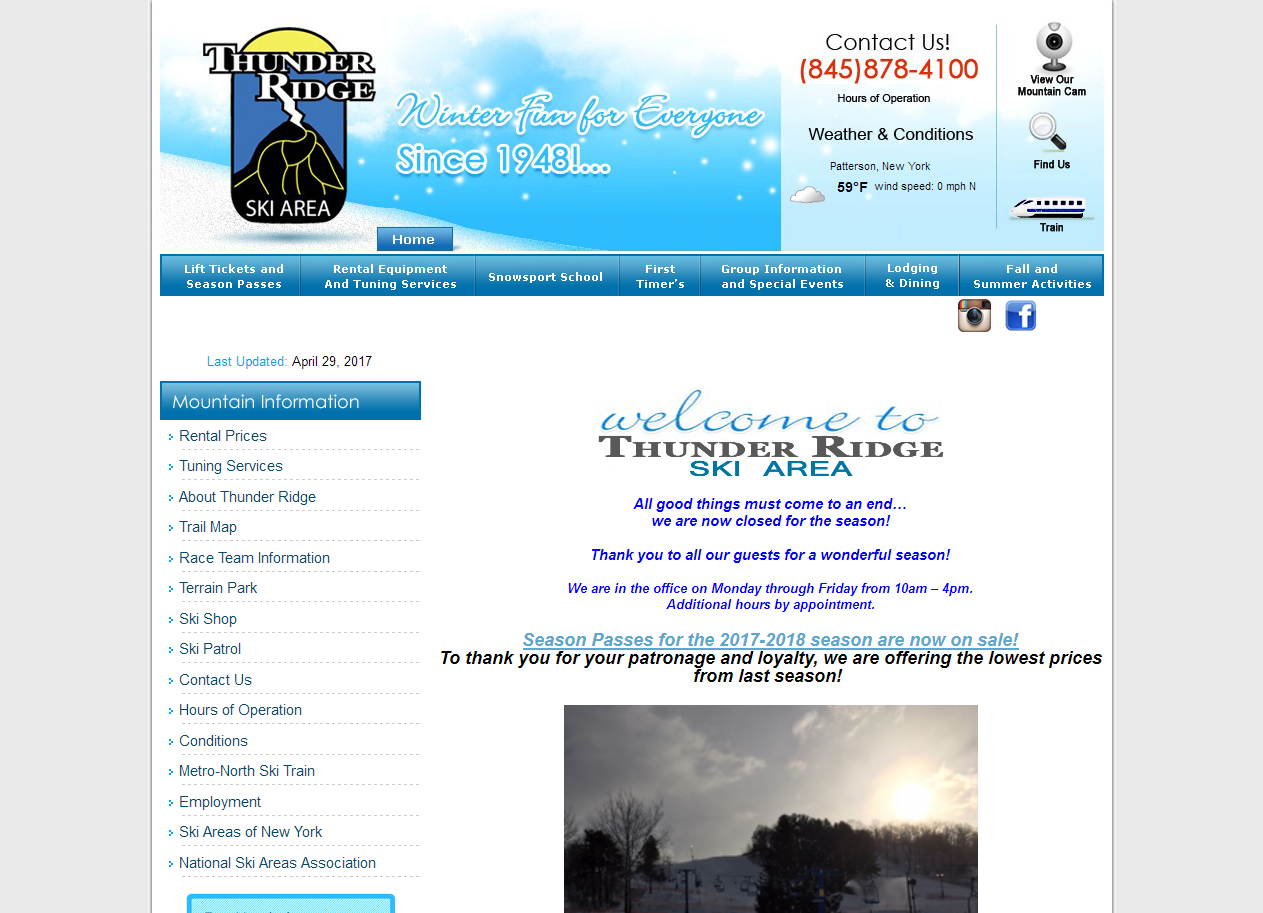 THUNDER
RIDGE
SKI AREA
Winter Fun for Everyone
Since 1948!...
Contact Us!
(845)878-4100
Hours of Operation
Weather & Conditions
Patterson, New York
59°F wind speed: 0 mph N
View Our
Mountain Cam
Find Us
Train
Home
Lift Tickets and
Season Passes
Rental Equipment
And Tuning Services
Snowsport School
First
Timer's
Group Information
and Special Events
Lodging
& Dining
Fall and
Summer Activities
Last Updated: April 29, 2017
Mountain Information
Rental Prices
Tuning Services
About Thunder Ridge
Trail Map
Race Team Information
Terrain Park
Ski Shop
Ski Patrol
Contact Us
Hours of Operation
Conditions
Metro-North Ski Train
Employment
Ski Areas of New York
National Ski Areas Association
welcome to
THUNDER RIDGE
SKI AREA
All good things must come to an end…
we are now closed for the season!
Thank you to all our guests for a wonderful season!
We are in the office on Monday through Friday from 10am – 4pm.
Additional hours by appointment.
Season Passes for the 2017-2018 season are now on sale!
To thank you for your patronage and loyalty, we are offering the lowest prices
from last season!